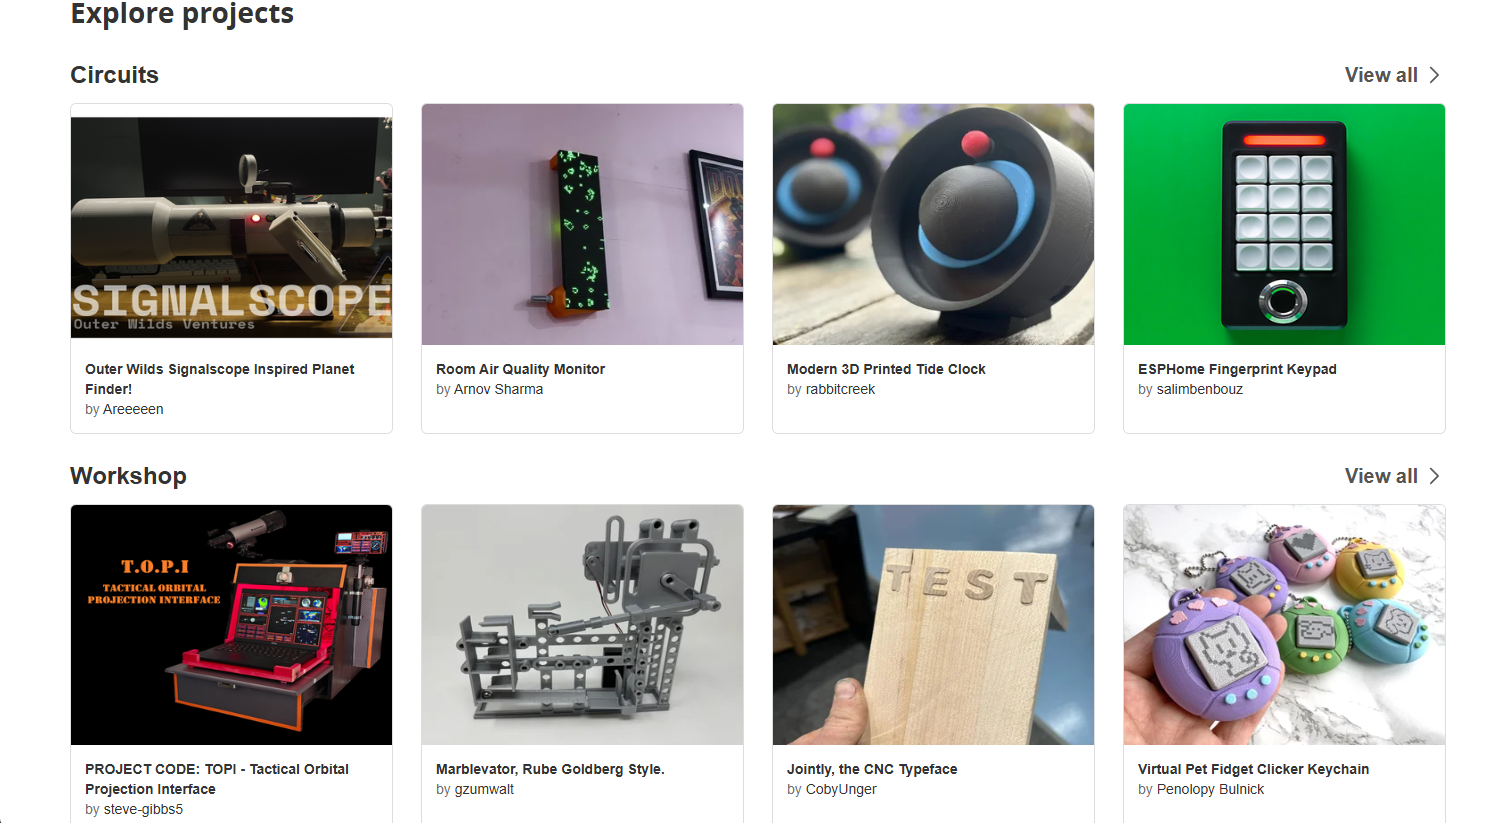 Explore projects
Circuits
View all
SIGNALSCOPE
Outer Wilds Ventures
Outer Wilds Signalscope Inspired Planet
Finder!
by Areeeeen
Room Air Quality Monitor
by Arnov Sharma
Modern 3D Printed Tide Clock
by rabbitcreek
ESPHome Fingerprint Keypad
by salimbenbouz
Workshop
View all
T.O.P.I
TACTICAL ORBITAL
PROJECTION INTERFACE
TEST
PROJECT CODE: TOPI - Tactical Orbital
Projection Interface
by steve-gibbs5
Marblevator, Rube Goldberg Style.
by gzumwalt
Jointly, the CNC Typeface
by CobyUnger
Virtual Pet Fidget Clicker Keychain
by Penolopy Bulnick